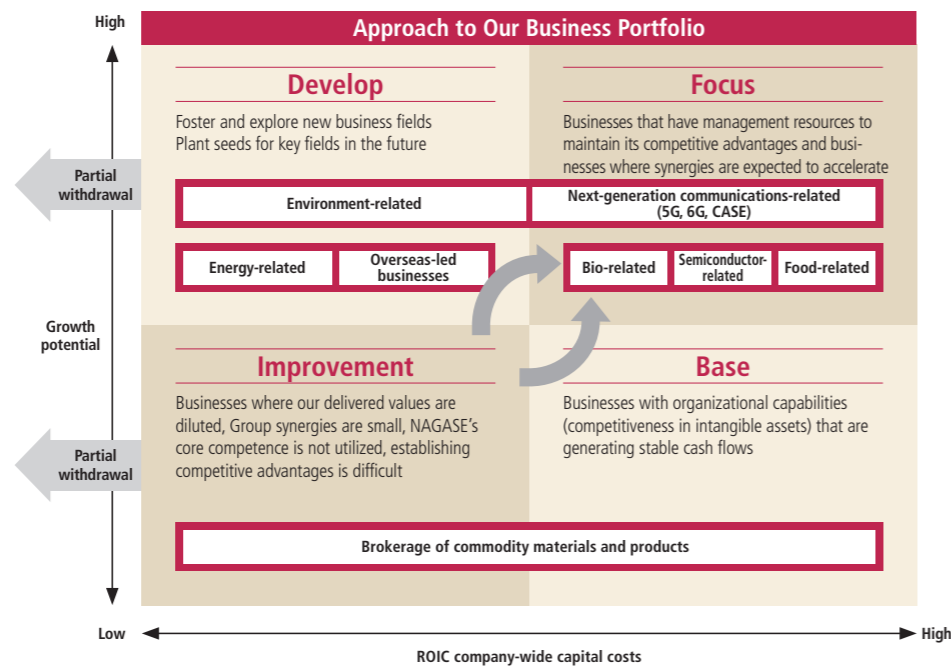 High
Approach to Our Business Portfolio
Develop
Foster and explore new business fields
Plant seeds for key fields in the future
Focus
Businesses that have management resources to
maintain its competitive advantages and busi-
nesses where synergies are expected to accelerate
Partial
withdrawal
Environment-related
Next-generation communications-related
(5G, 6G, CASE)
Energy-related
Overseas-led
businesses
Bio-related
Semiconductor-
related
Food-related
Growth
potential
Improvement
Businesses where our delivered values are
diluted, Group synergies are small, NAGASE’s
core competence is not utilized, establishing
competitive advantages is difficult
Base
Businesses with organizational capabilities
(competitiveness in intangible assets) that are
generating stable cash flows
Partial
withdrawal
Brokerage of commodity materials and products
Low
High
ROIC company-wide capital costs